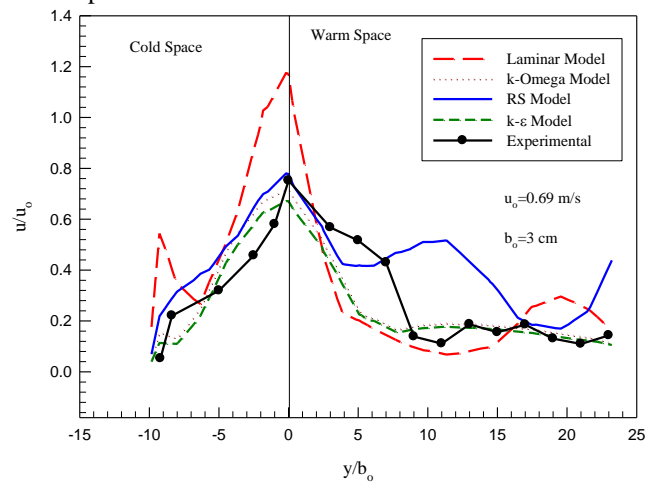 1.4
Cold Space
Warm Space
1.2
Laminar Model
k-Omega Model
1.0
RS Model
k-ε Model
0.8
Experimental
u/uo
0.6
uo=0.69 m/s
0.4
bo=3 cm
0.2
0.0
-15 -10 -5 0 5 10 15 20 25
y/bo